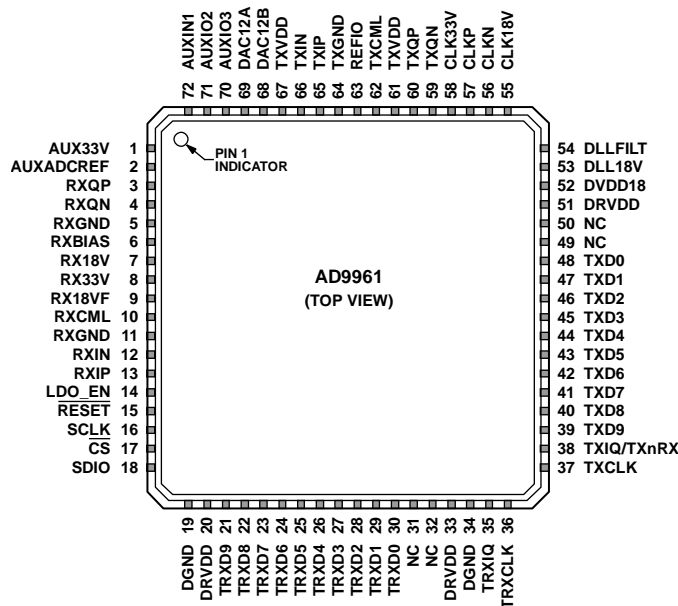 72 AUXIN1
71 AUXIO2
70 AUXIO3
69 DAC12A
68 DAC12B
67 TXVDD
66 TXIN
65 TXIP
64 TXGND
63 REFIO
62 TXCML
61 TXVDD
60 TXQP
59 TXQN
58 CLK33V
57 CLKP
56 CLKN
55 CLK18V
AUX33V 1
AUXADCREF 2
RXQP 3
RXQN 4
RXGND 5
RXBIAS 6
RX18V 7
RX33V 8
RX18VF 9
RXCML 10
RXGND 11
RXIN 12
RXIP 13
LDO_EN 14
RESET 15
SCLK 16
CS 17
SDIO 18
PIN 1
INDICATOR
AD9961
(TOP VIEW)
54 DLLFILT
53 DLL18V
52 DVDD18
51 DRVDD
50 NC
49 NC
48 TXD0
47 TXD1
46 TXD2
45 TXD3
44 TXD4
43 TXD5
42 TXD6
41 TXD7
40 TXD8
39 TXD9
38 TXIQ/TXnRX
37 TXCLK
DGND 19
DRVDD 20
TRXD9 21
TRXD8 22
TRXD7 23
TRXD6 24
TRXD5 25
TRXD4 26
TRXD3 27
TRXD2 28
TRXD1 29
TRXD0 30
NC 31
NC 32
DRVDD 33
DGND 34
TRXIQ 35
TRXCLK 36